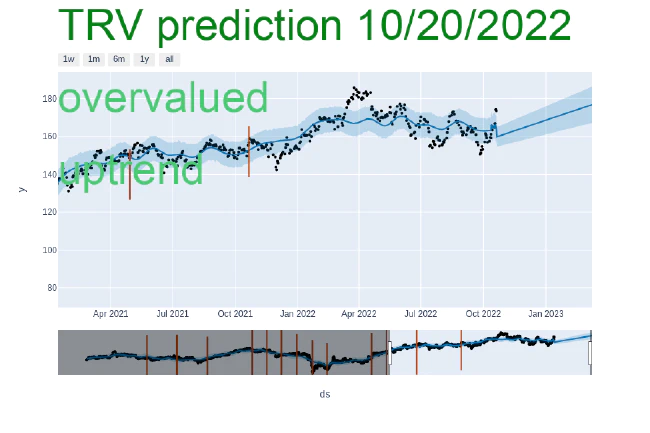 TRV prediction 10/20/2022
1w 1m 6m 1y all
overvalued
uptrend
y
180
160
140
120
100
80
Apr 2021 Jul 2021 Oct 2021 Jan 2022 Apr 2022 Jul 2022 Oct 2022 Jan 2023
ds